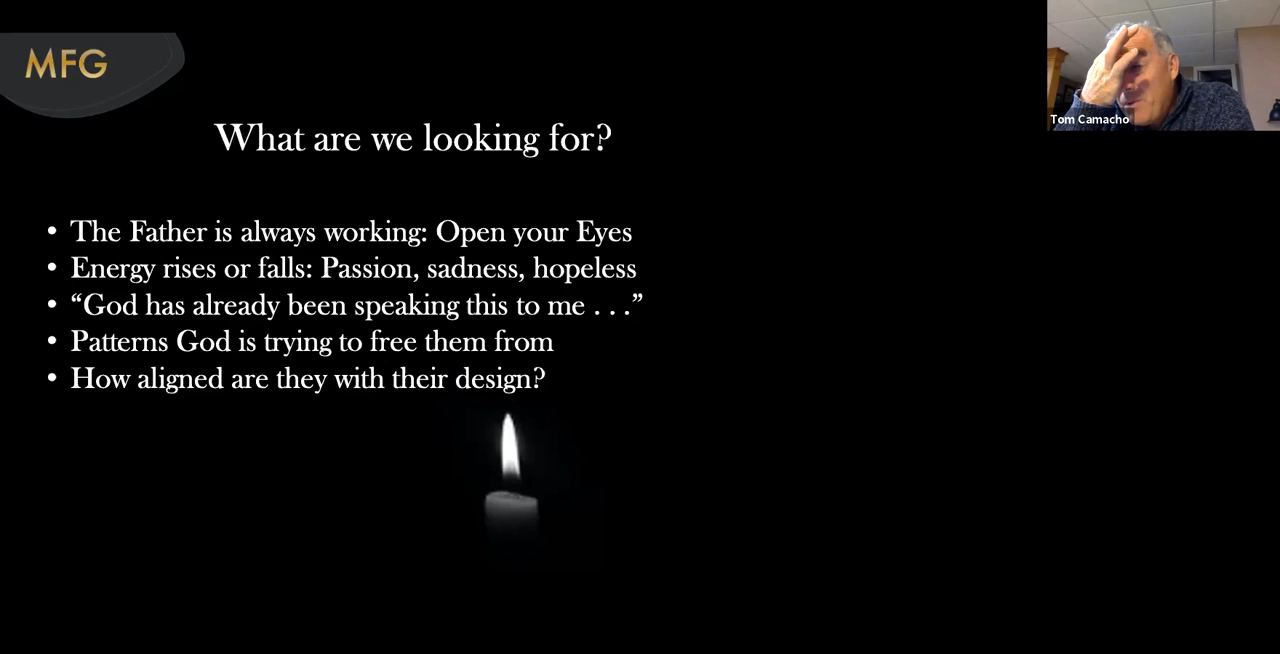 MFG
Tom Camacho
What are we looking for?
• The Father is always working: Open your Eyes
• Energy rises or falls: Passion, sadness, hopeless
• “God has already been speaking this to me . . .”
• Patterns God is trying to free them from
• How aligned are they with their design?